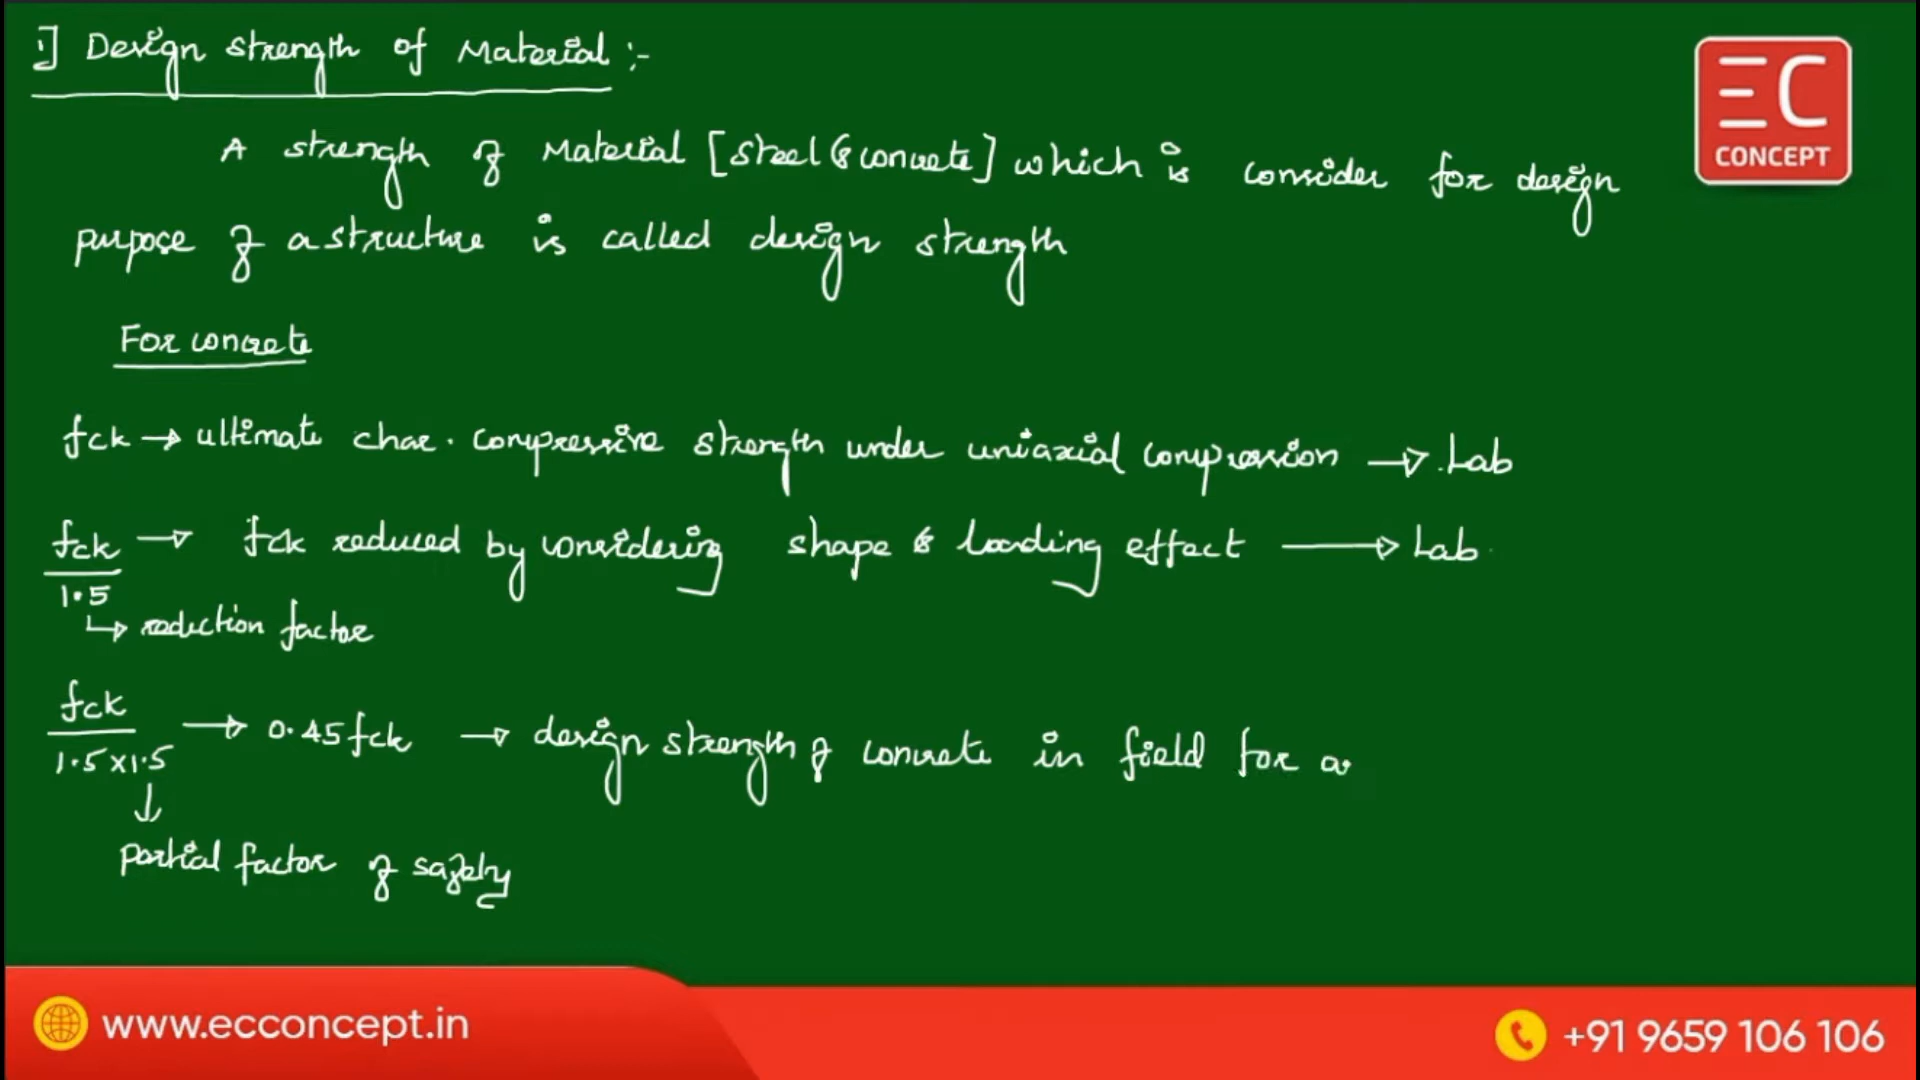 1] Design strength of Material :-
EC
CONCEPT
A strength of Material [steel & concrete] which is consider for design
purpose of a structure is called design strength
For concrete
fck → ultimate char. compressive strength under uniaxial compression → Lab
fck/1.5 → fck reduced by considering shape & loading effect → Lab
↳ reduction factor
fck/1.5x1.5 → 0.45fck → design strength of concrete in field for a
↓
partial factor of safety
www.ecconcept.in
+91 9659 106 106